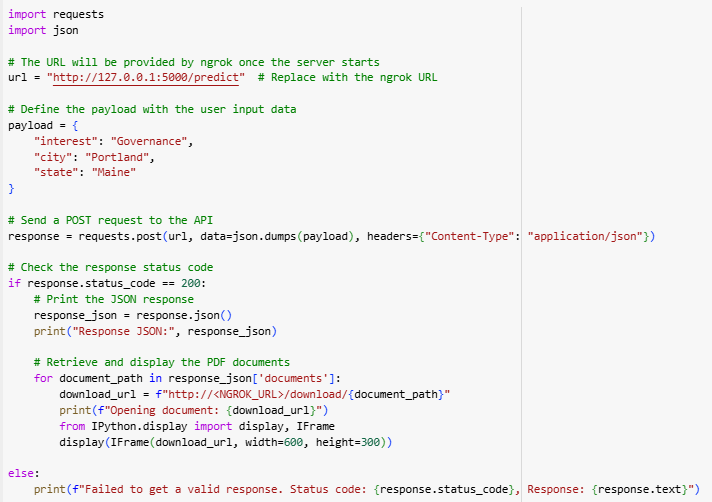 import requests
import json
# The URL will be provided by ngrok once the server starts
url = "http://127.0.0.1:5000/predict"  # Replace with the ngrok URL
# Define the payload with the user input data
payload = {
    "interest": "Governance",
    "city": "Portland",
    "state": "Maine"
}
# Send a POST request to the API
response = requests.post(url, data=json.dumps(payload), headers={"Content-Type": "application/json"})
# Check the response status code
if response.status_code == 200:
    # Print the JSON response
    response_json = response.json()
    print("Response JSON:", response_json)
    # Retrieve and display the PDF documents
    for document_path in response_json['documents']:
        download_url = f"http://<NGROK_URL>/download/{document_path}"
        print(f"Opening document: {download_url}")
        from IPython.display import display, IFrame
        display(IFrame(download_url, width=600, height=300))
else:
    print(f"Failed to get a valid response. Status code: {response.status_code}, Response: {response.text}")